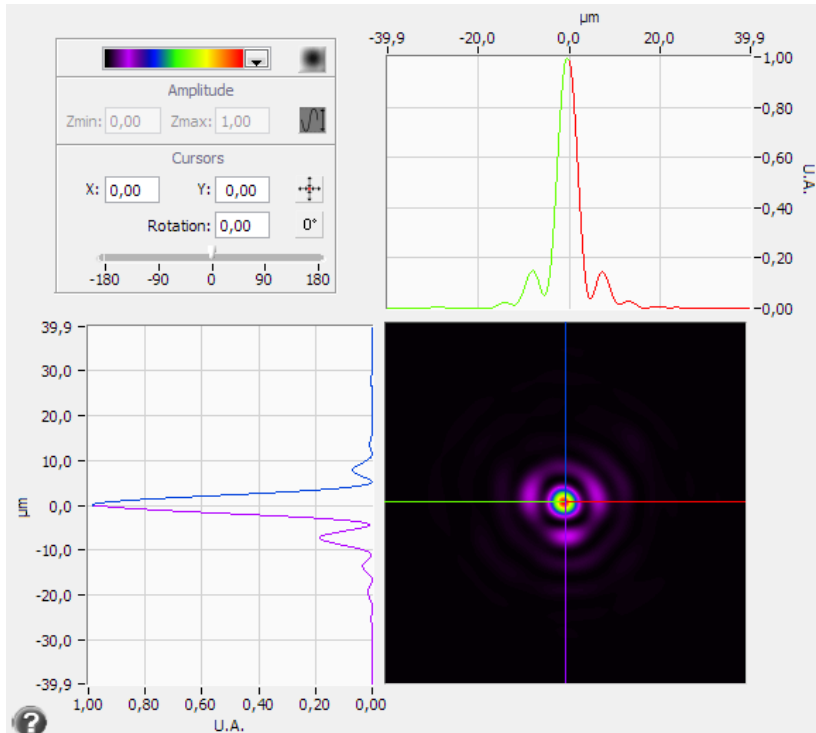 µm
-39,9 -20,0 0,0 20,0 39,9
Amplitude
Zmin: 0,00 Zmax: 1,00
Cursors
X: 0,00 Y: 0,00
Rotation: 0,00 0°
-180 -90 0 90 180
1,00
0,80
0,60
0,40
0,20
0,00
U.A.
39,9
30,0
20,0
10,0
0,0
-10,0
-20,0
-30,0
-39,9
µm
1,00 0,80 0,60 0,40 0,20 0,00
U.A.
?